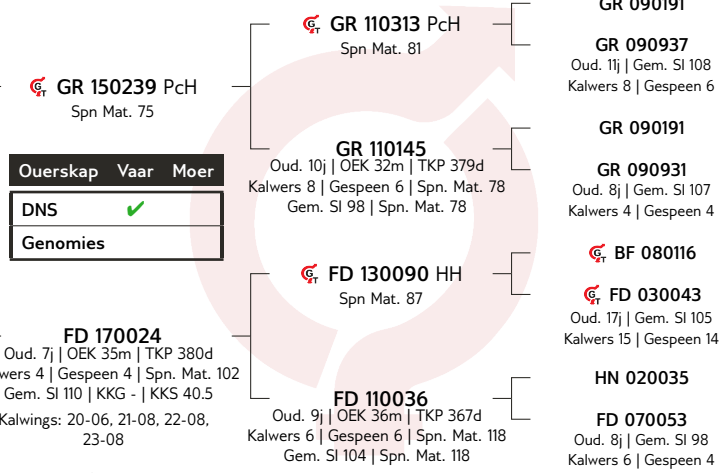 GR 150239 PcH
Spn Mat. 75
Ouerskap Vaar Moer
DNS ✔
Genomies
FD 170024
Oud. 7j | OEK 35m | TKP 380d
4 | Gespeen 4 | Spn. Mat. 102
Gem. SI 110 | KKG - | KKS 40.5
Kalwings: 20-06, 21-08, 22-08,
23-08
GR 110313 PcH
Spn Mat. 81
GR 110145
Oud. 10j | OEK 32m | TKP 379d
Kalwers 8 | Gespeen 6 | Spn. Mat. 78
Gem. SI 98 | Spn. Mat. 78
FD 130090 HH
Spn Mat. 87
FD 110036
Oud. 9j | OEK 36m | TKP 367d
Kalwers 6 | Gespeen 6 | Spn. Mat. 118
Gem. SI 104 | Spn. Mat. 118
GR 090191
GR 090937
Oud. 11j | Gem. SI 108
Kalwers 8 | Gespeen 6
GR 090191
GR 090931
Oud. 8j | Gem. SI 107
Kalwers 4 | Gespeen 4
BF 080116
FD 030043
Oud. 17j | Gem. SI 105
Kalwers 15 | Gespeen 14
HN 020035
FD 070053
Oud. 8j | Gem. SI 98
Kalwers 6 | Gespeen 4